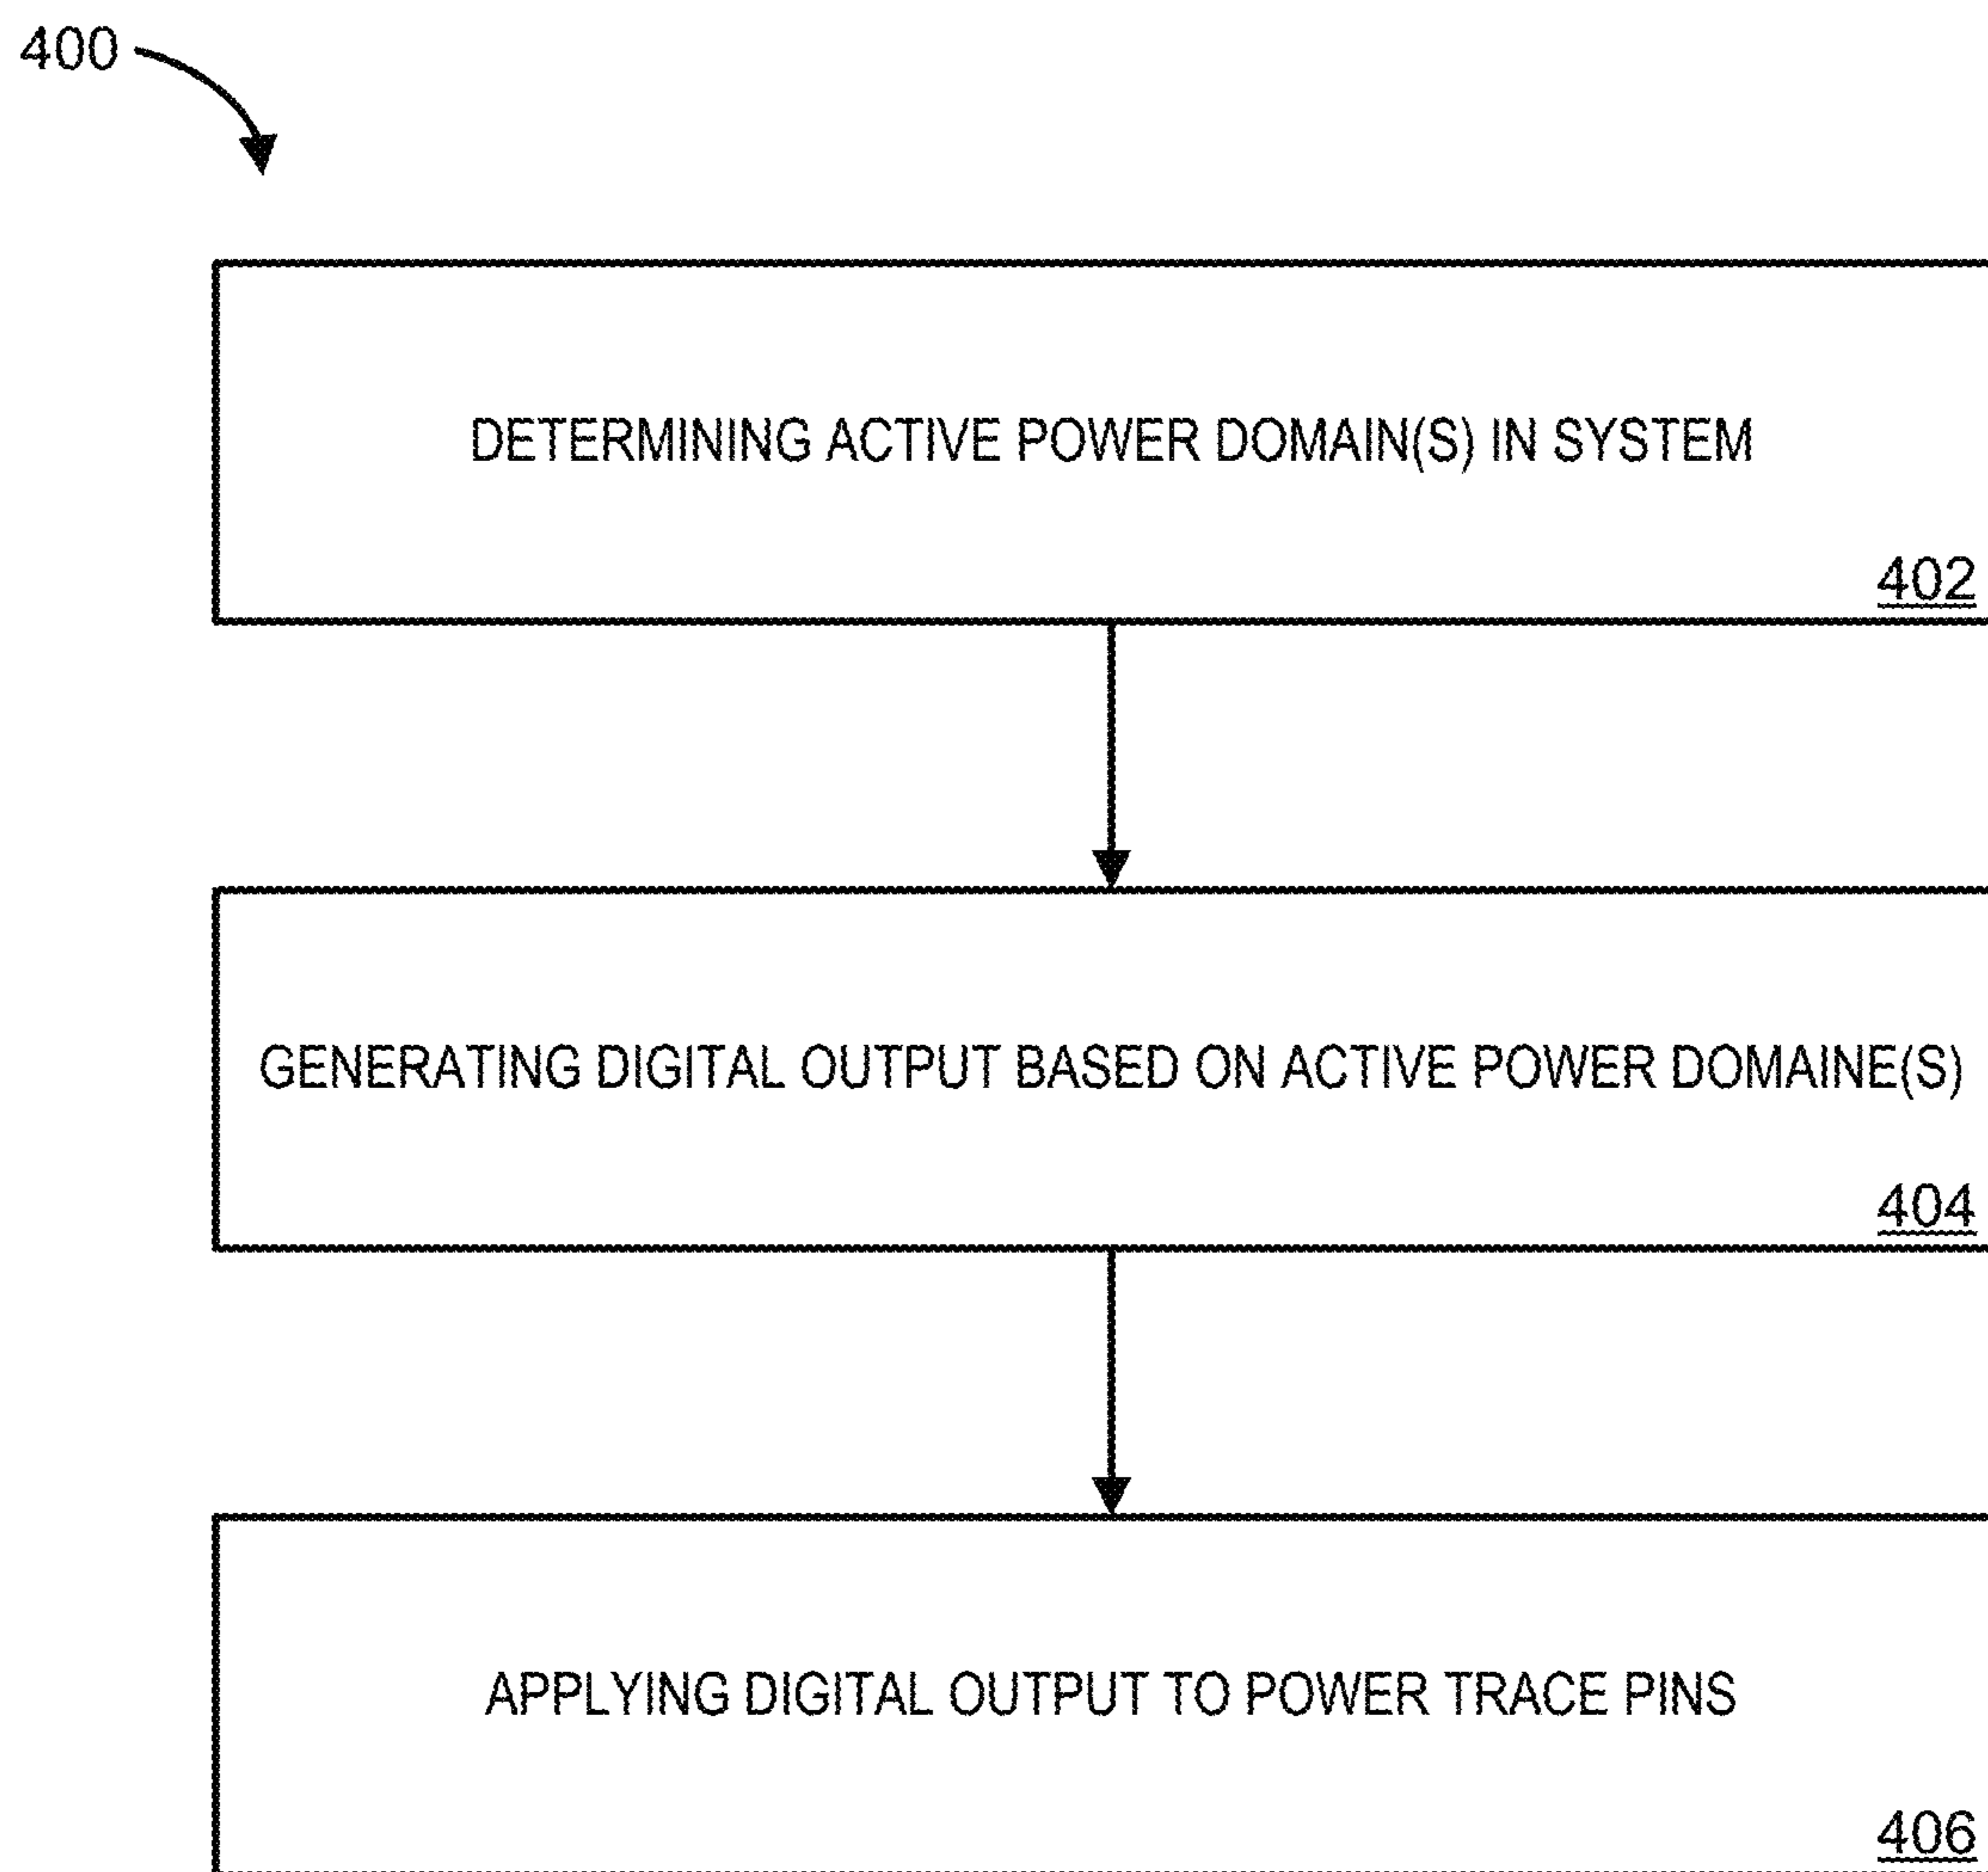 400
DETERMINING ACTIVE POWER DOMAIN(S) IN SYSTEM
402
GENERATING DIGITAL OUTPUT BASED ON ACTIVE POWER DOMAINE(S)
404
APPLYING DIGITAL OUTPUT TO POWER TRACE PINS
406